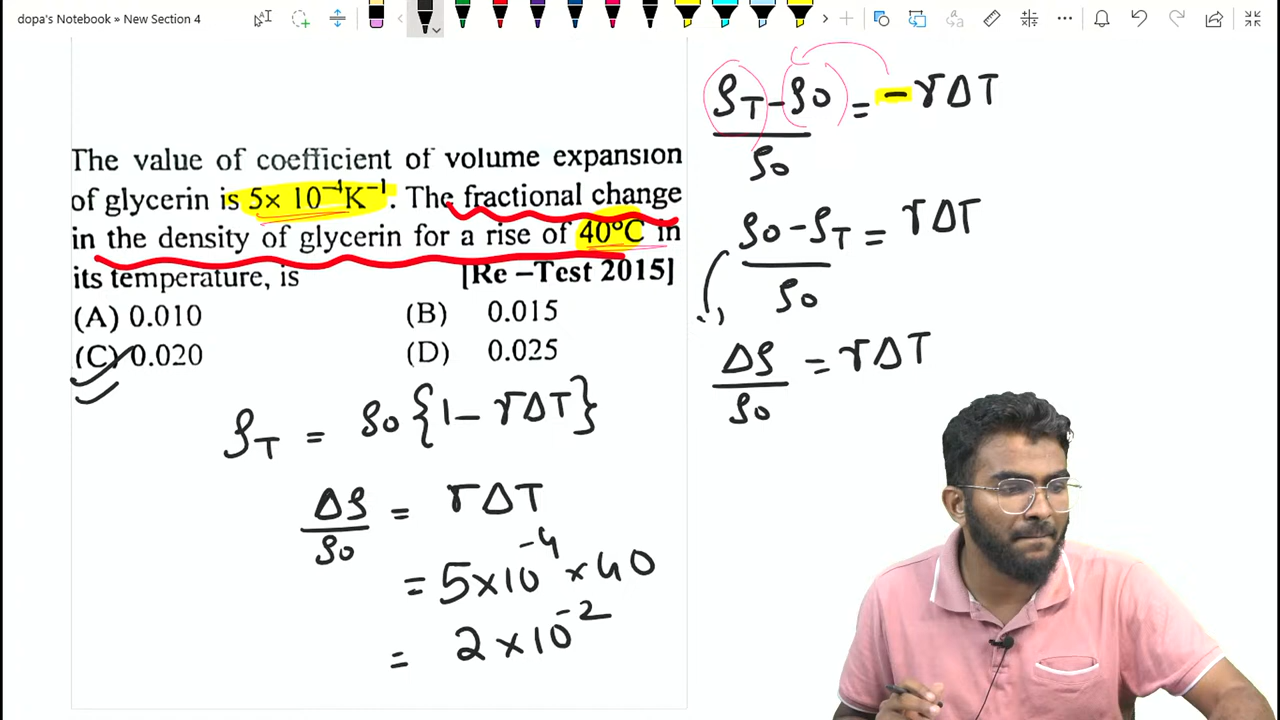 dopa's Notebook » New Section 4
The value of coefficient of volume expansion
of glycerin is 5× 10⁻⁴K⁻¹. The fractional change
in the density of glycerin for a rise of 40°C in
its temperature, is [Re –Test 2015]
(A) 0.010 (B) 0.015
(C) 0.020 (D) 0.025
ρT = ρ0 {1 – γΔT}
Δρ/ρ0 = γΔT
= 5×10⁻⁴ × 40
= 2×10⁻²
(ρT – ρ0)/ρ0 = – γΔT
(ρ0 – ρT)/ρ0 = γΔT
Δρ/ρ0 = γΔT